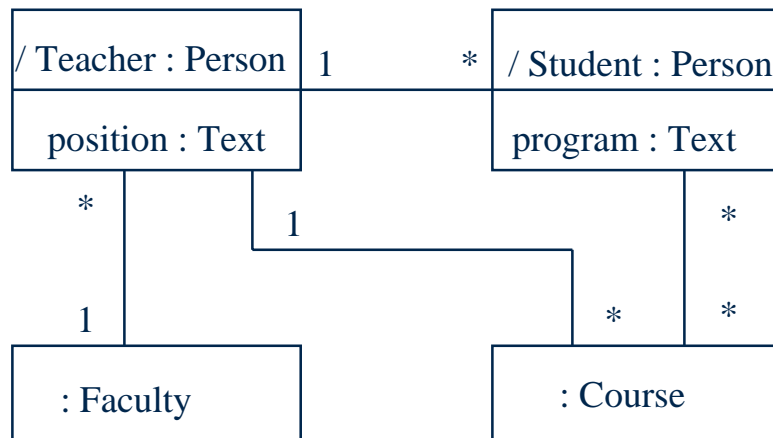 / Teacher : Person
1
*
/ Student : Person
position : Text
program : Text
*
1
*
1
*
*
: Faculty
: Course